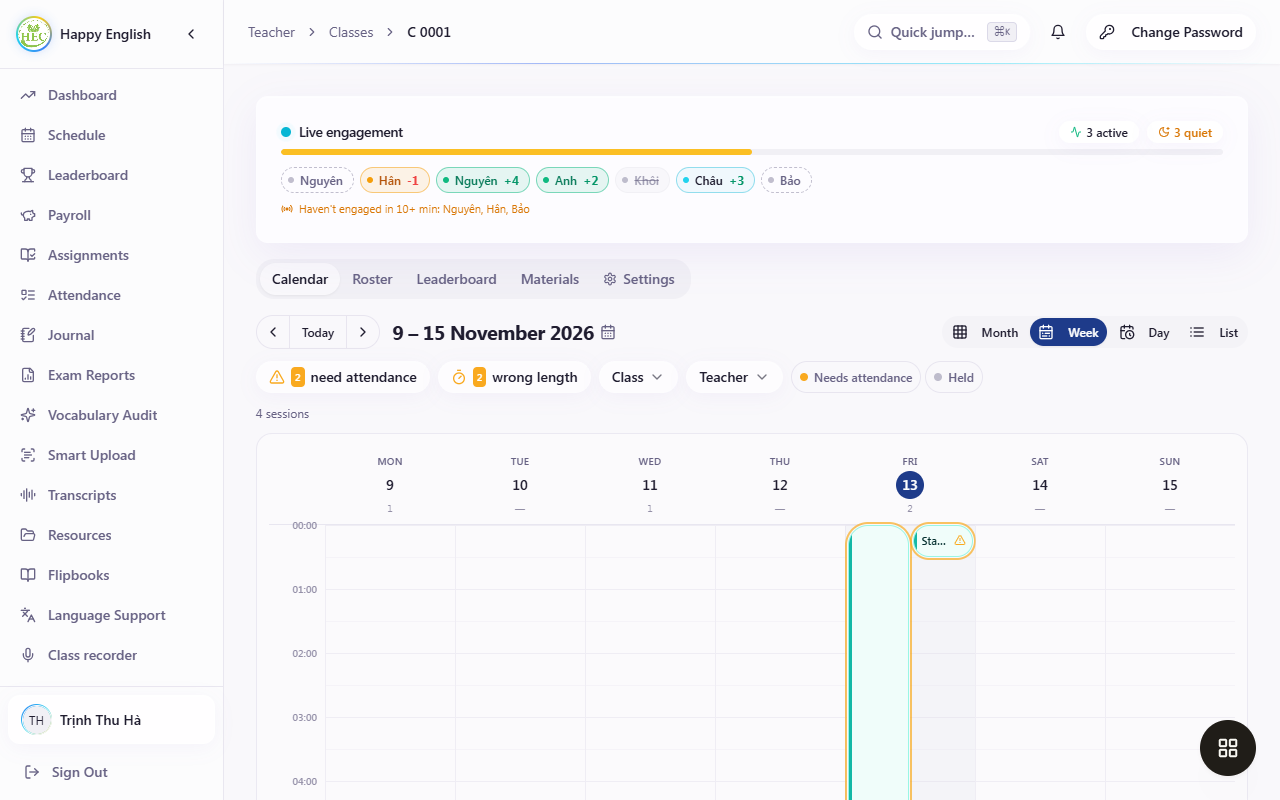 HEC
Happy English
Teacher
Classes
C 0001
Quick jump...
⌘K
Change Password
Dashboard
Schedule
Leaderboard
Payroll
Assignments
Attendance
Journal
Exam Reports
Vocabulary Audit
Smart Upload
Transcripts
Resources
Flipbooks
Language Support
Class recorder
TH
Trịnh Thu Hà
Sign Out
Live engagement
3 active
3 quiet
Nguyên
Hân -1
Nguyên +4
Anh +2
Khôi
Châu +3
Bảo
Haven't engaged in 10+ min: Nguyên, Hân, Bảo
Calendar
Roster
Leaderboard
Materials
Settings
Today
9 – 15 November 2026
Month
Week
Day
List
2 need attendance
2 wrong length
Class
Teacher
Needs attendance
Held
4 sessions
MON
TUE
WED
THU
FRI
SAT
SUN
9
10
11
12
13
14
15
1
—
1
—
2
—
—
00:00
Sta...
01:00
02:00
03:00
04:00